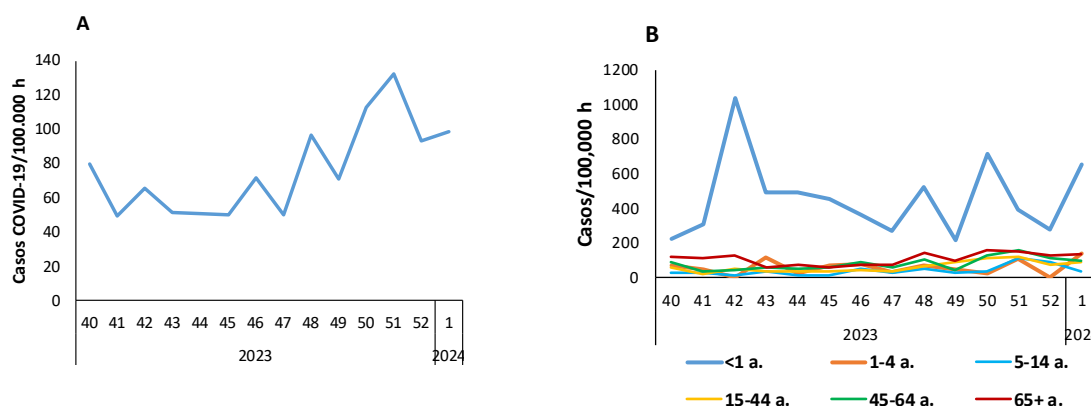 A
Casos COVID-19/100.000 h
140
120
100
80
60
40
20
0
40 41 42 43 44 45 46 47 48 49 50 51 52 1
2023 2024
B
Casos/100,000 h
1200
1000
800
600
400
200
0
40 41 42 43 44 45 46 47 48 49 50 51 52 1
2023 202
<1 a. 1-4 a. 5-14 a.
15-44 a. 45-64 a. 65+ a.